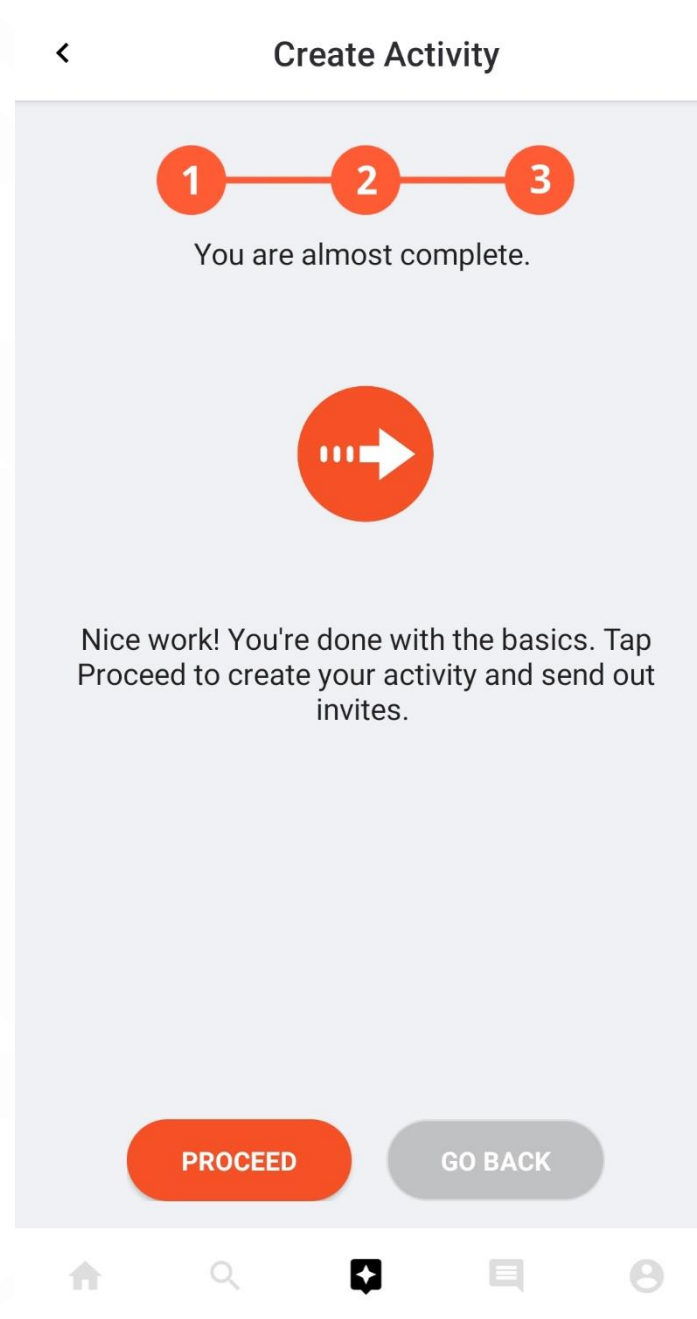 Create Activity
1 2 3
You are almost complete.
Nice work! You're done with the basics. Tap
Proceed to create your activity and send out
invites.
PROCEED GO BACK